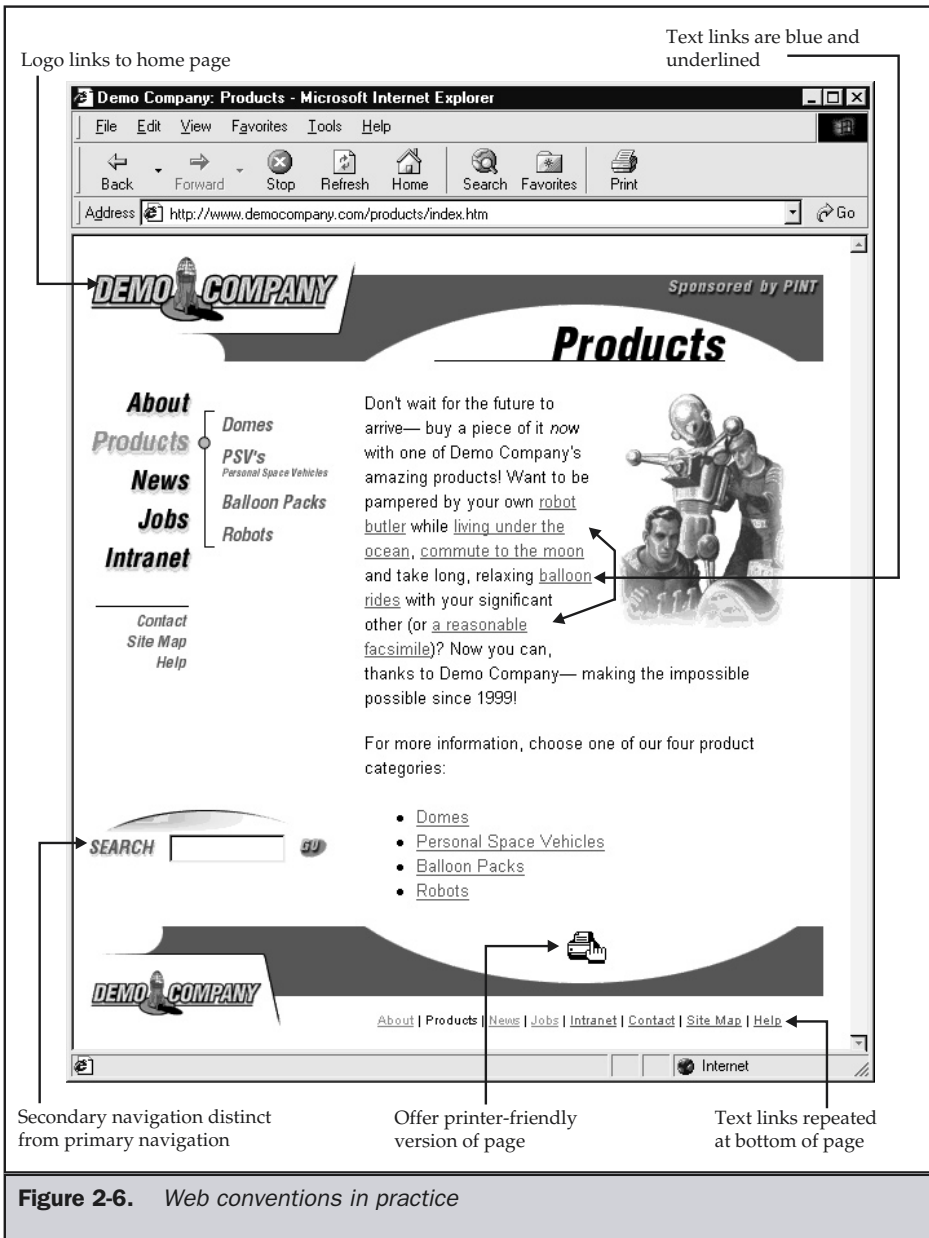 Logo links to home page
Text links are blue and
underlined
Demo Company: Products - Microsoft Internet Explorer
File Edit View Favorites Tools Help
Back Forward Stop Refresh Home Search Favorites Print
Address http://www.democompany.com/products/index.htm Go
DEMO COMPANY
Sponsored by PINT
Products
About
Products
News
Jobs
Intranet
Domes
PSV's
Personal Space Vehicles
Balloon Packs
Robots
Contact
Site Map
Help
Don't wait for the future to
arrive— buy a piece of it now
with one of Demo Company's
amazing products! Want to be
pampered by your own robot
butler while living under the
ocean, commute to the moon
and take long, relaxing balloon
rides with your significant
other (or a reasonable
facsimile)? Now you can,
thanks to Demo Company— making the impossible
possible since 1999!
For more information, choose one of our four product
categories:
• Domes
• Personal Space Vehicles
• Balloon Packs
• Robots
SEARCH GO
DEMO COMPANY
About | Products | News | Jobs | Intranet | Contact | Site Map | Help
Internet
Secondary navigation distinct
from primary navigation
Offer printer-friendly
version of page
Text links repeated
at bottom of page
Figure 2-6. Web conventions in practice